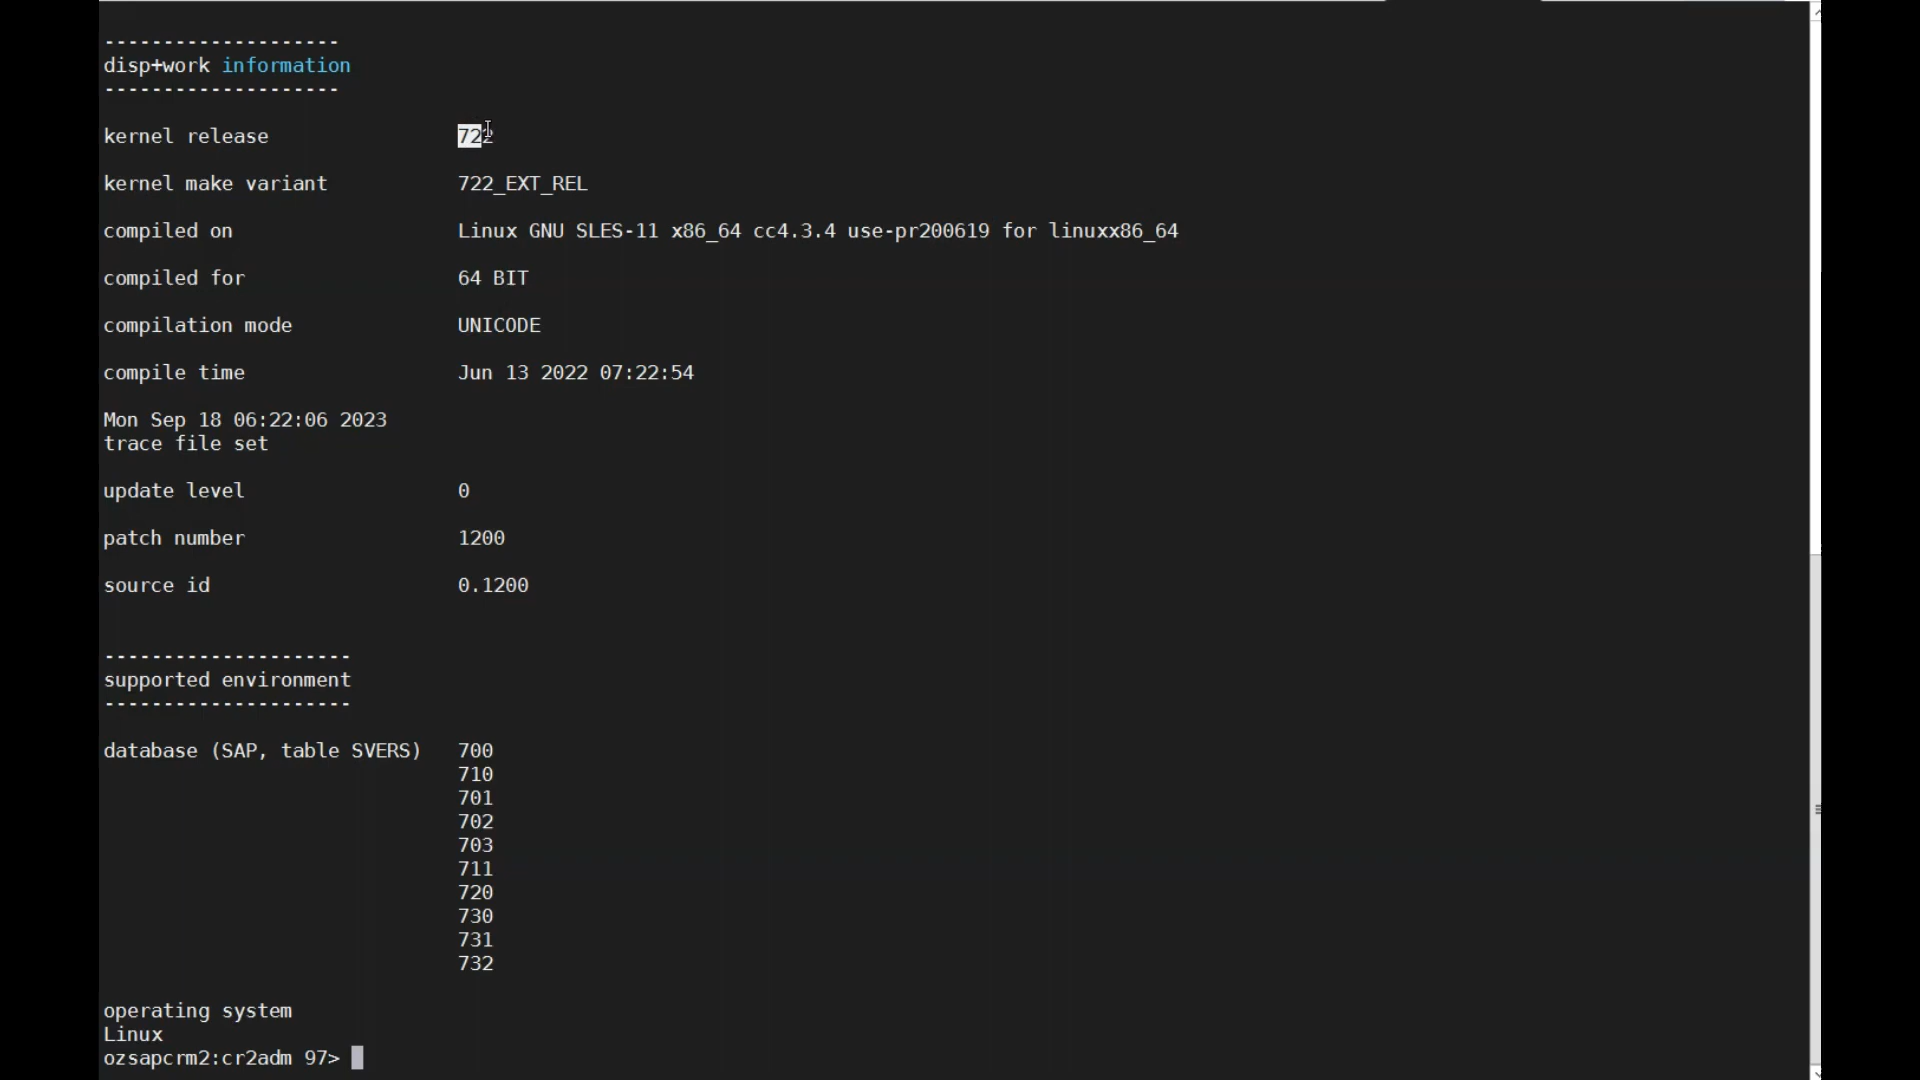 --------------------
disp+work information
--------------------
kernel release 722
kernel make variant 722_EXT_REL
compiled on Linux GNU SLES-11 x86_64 cc4.3.4 use-pr200619 for linuxx86_64
compiled for 64 BIT
compilation mode UNICODE
compile time Jun 13 2022 07:22:54
Mon Sep 18 06:22:06 2023
trace file set
update level 0
patch number 1200
source id 0.1200
---------------------
supported environment
---------------------
database (SAP, table SVERS) 700
710
701
702
703
711
720
730
731
732
operating system
Linux
ozsapcrm2:cr2adm 97>